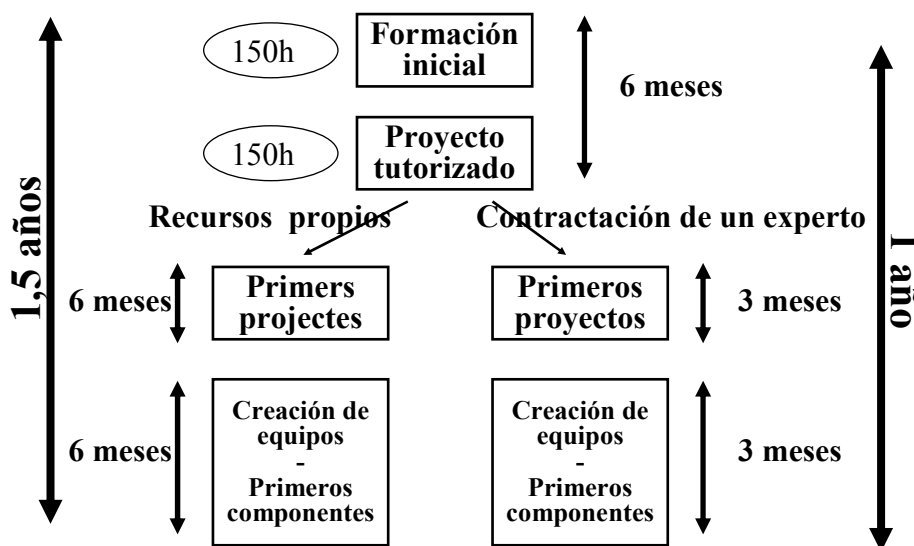 150h
Formación
inicial
6 meses
150h
Proyecto
tutorizado
1,5 años
1 año
Recursos propios
Contractación de un experto
6 meses
Primers
projectes
Primeros
proyectos
3 meses
6 meses
Creación de
equipos
-
Primeros
componentes
Creación de
equipos
-
Primeros
componentes
3 meses